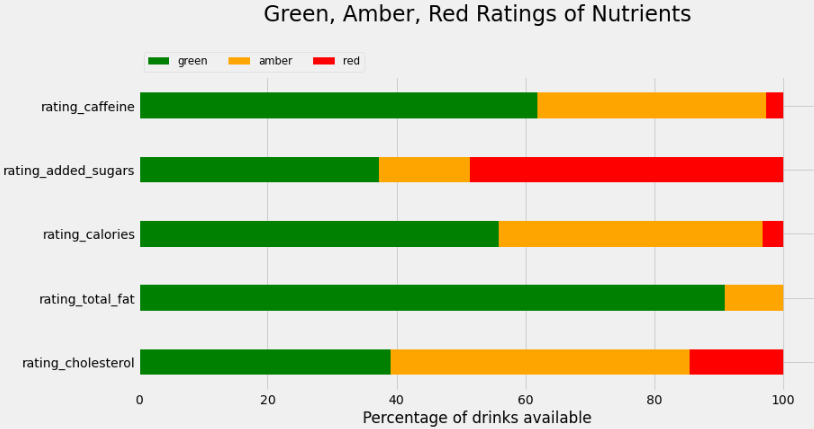 Green, Amber, Red Ratings of Nutrients
green amber red
rating_caffeine
rating_added_sugars
rating_calories
rating_total_fat
rating_cholesterol
0 20 40 60 80 100
Percentage of drinks available